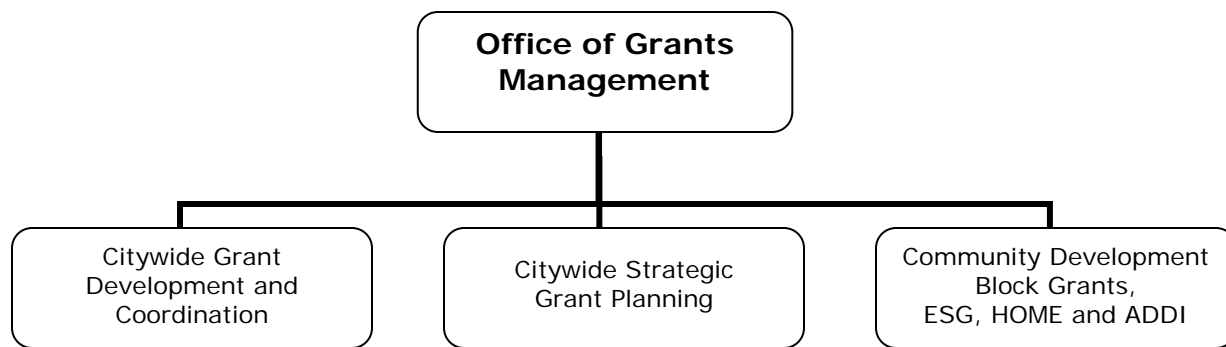 Office of Grants
Management
Citywide Grant
Development and
Coordination
Citywide Strategic
Grant Planning
Community Development
Block Grants,
ESG, HOME and ADDI